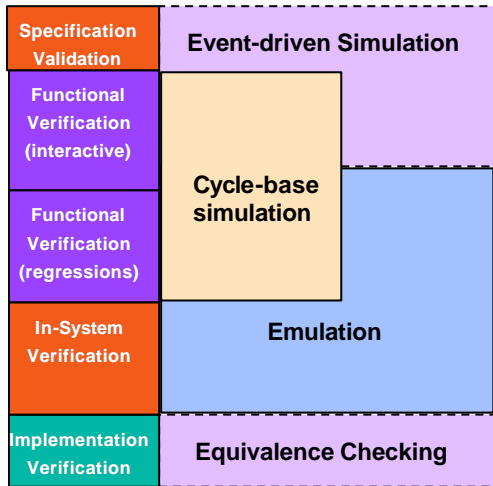 Specification
Validation
Event-driven Simulation
Functional
Verification
(interactive)
Cycle-base
simulation
Functional
Verification
(regressions)
In-System
Verification
Emulation
Implementation
Verification
Equivalence Checking